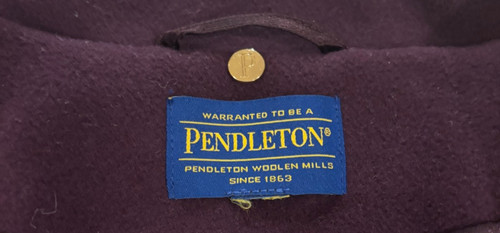 P
WARRANTED TO BE A
PENDLETON®
PENDLETON WOOLEN MILLS
SINCE 1863